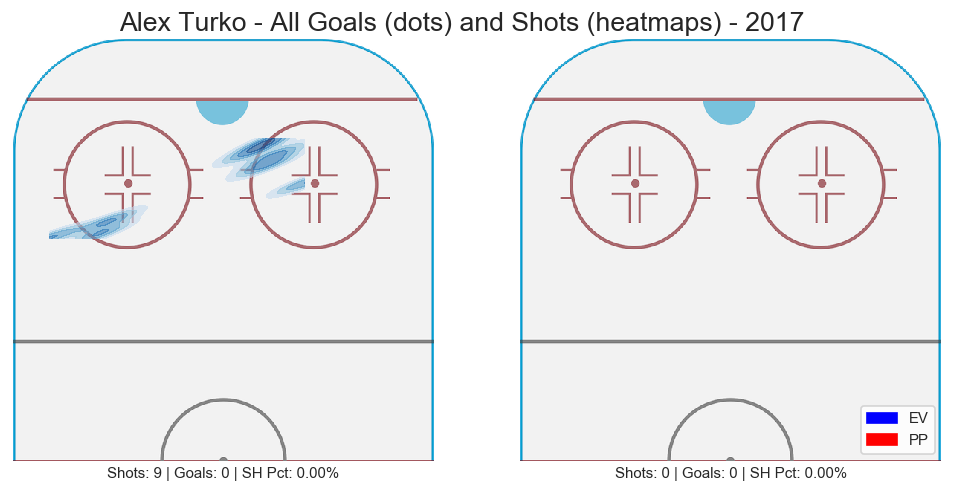 Alex Turko - All Goals (dots) and Shots (heatmaps) - 2017
EV
PP
Shots: 9 | Goals: 0 | SH Pct: 0.00%
Shots: 0 | Goals: 0 | SH Pct: 0.00%